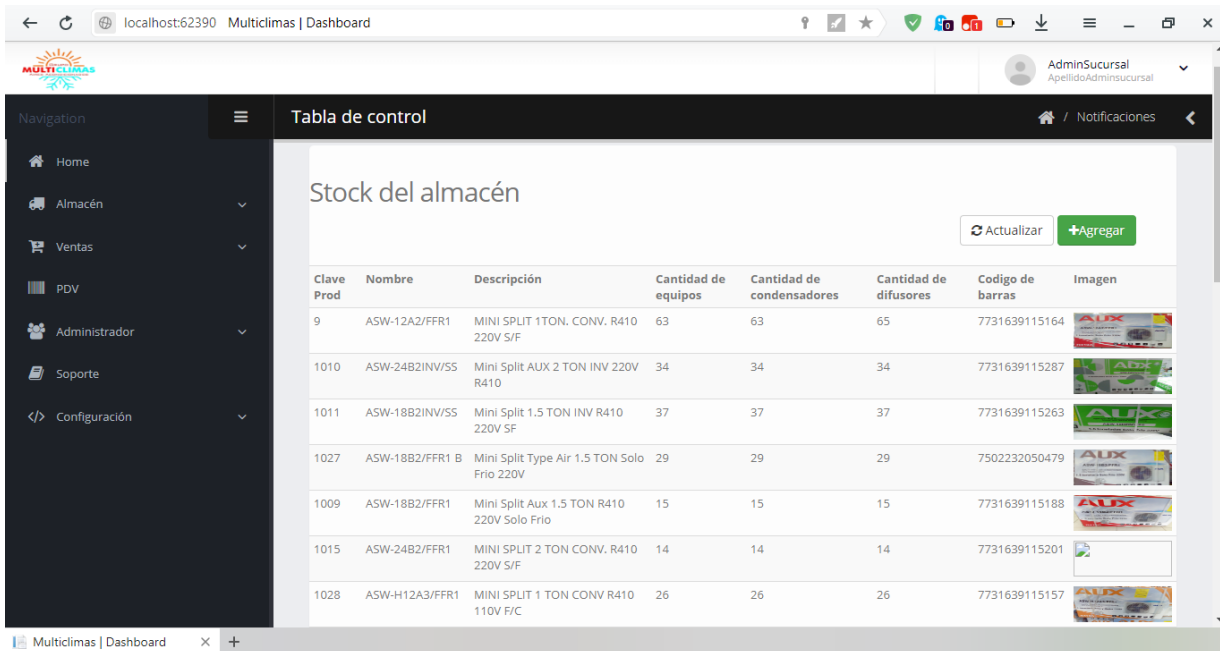 localhost:62390 Multiclimas | Dashboard
MULTICLIMAS
AdminSucursal
ApellidoAdminsucursal
Navigation
Tabla de control
/ Notificaciones
Home
Almacén
Ventas
PDV
Administrador
Soporte
Configuración
Stock del almacén
Actualizar
+Agregar
Clave Prod Nombre Descripción Cantidad de equipos Cantidad de condensadores Cantidad de difusores Codigo de barras Imagen
9 ASW-12A2/FFR1 MINI SPLIT 1TON. CONV. R410 220V S/F 63 63 65 7731639115164 AUX
1010 ASW-24B2INV/SS Mini Split AUX 2 TON INV 220V R410 34 34 34 7731639115287 AUX
1011 ASW-18B2INV/SS Mini Split 1.5 TON INV R410 220V SF 37 37 37 7731639115263 AUX
1027 ASW-18B2/FFR1 B Mini Split Type Air 1.5 TON Solo Frio 220V 29 29 29 7502232050479 AUX
1009 ASW-18B2/FFR1 Mini Split Aux 1.5 TON R410 220V Solo Frio 15 15 15 7731639115188 AUX
1015 ASW-24B2/FFR1 MINI SPLIT 2 TON CONV. R410 220V S/F 14 14 14 7731639115201
1028 ASW-H12A3/FFR1 MINI SPLIT 1 TON CONV R410 110V F/C 26 26 26 7731639115157 AUX
Multiclimas | Dashboard